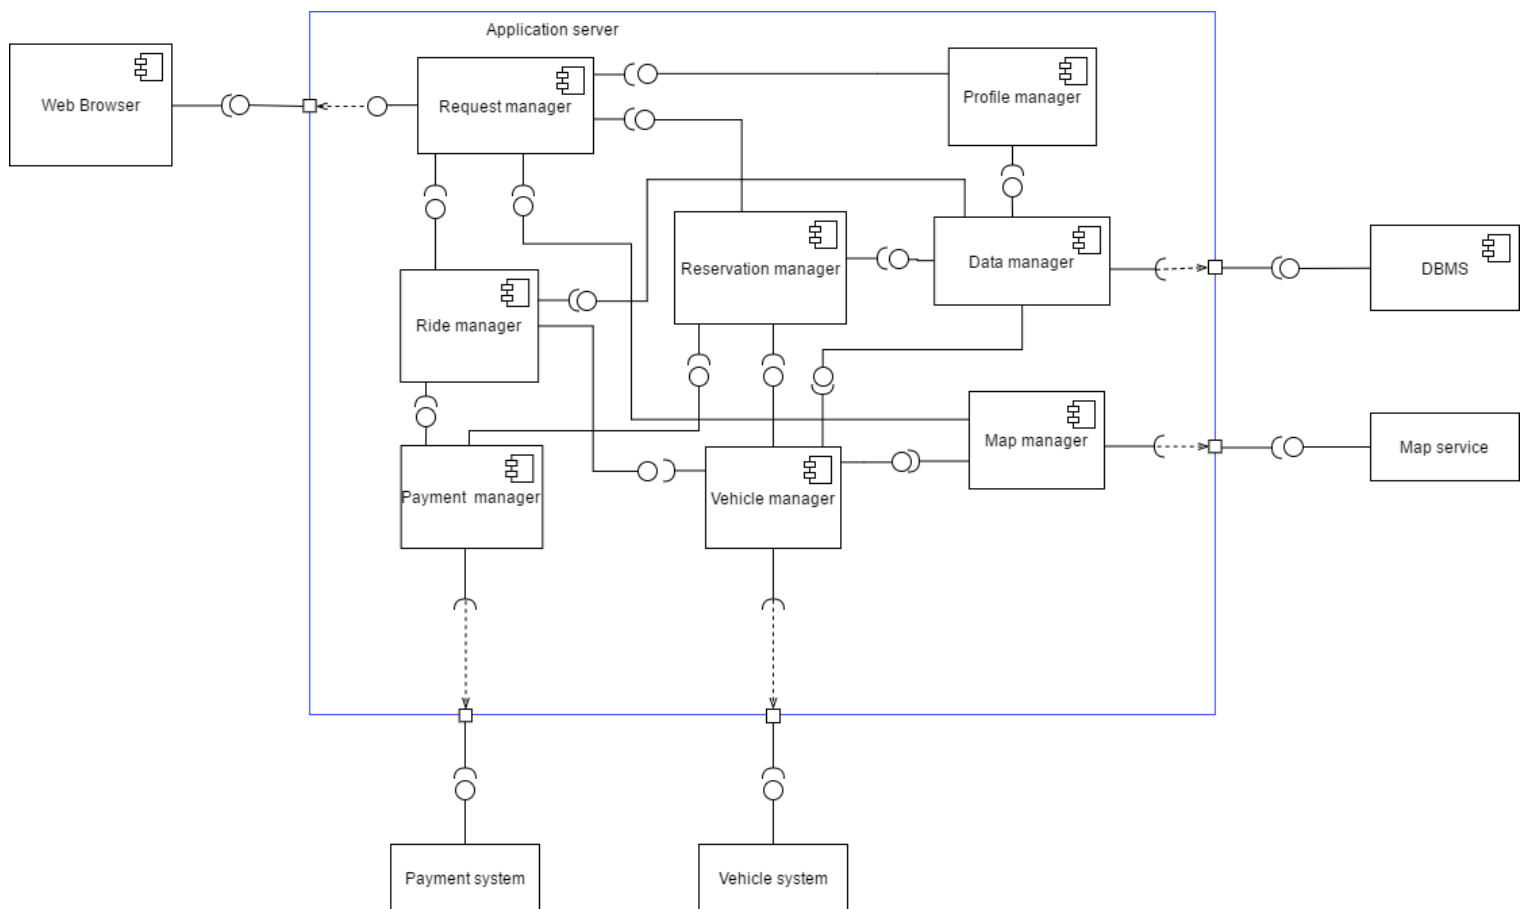 Application server
Web Browser
Request manager
Profile manager
Reservation manager
Data manager
DBMS
Ride manager
Map manager
Map service
Payment  manager
Vehicle manager
Payment system
Vehicle system